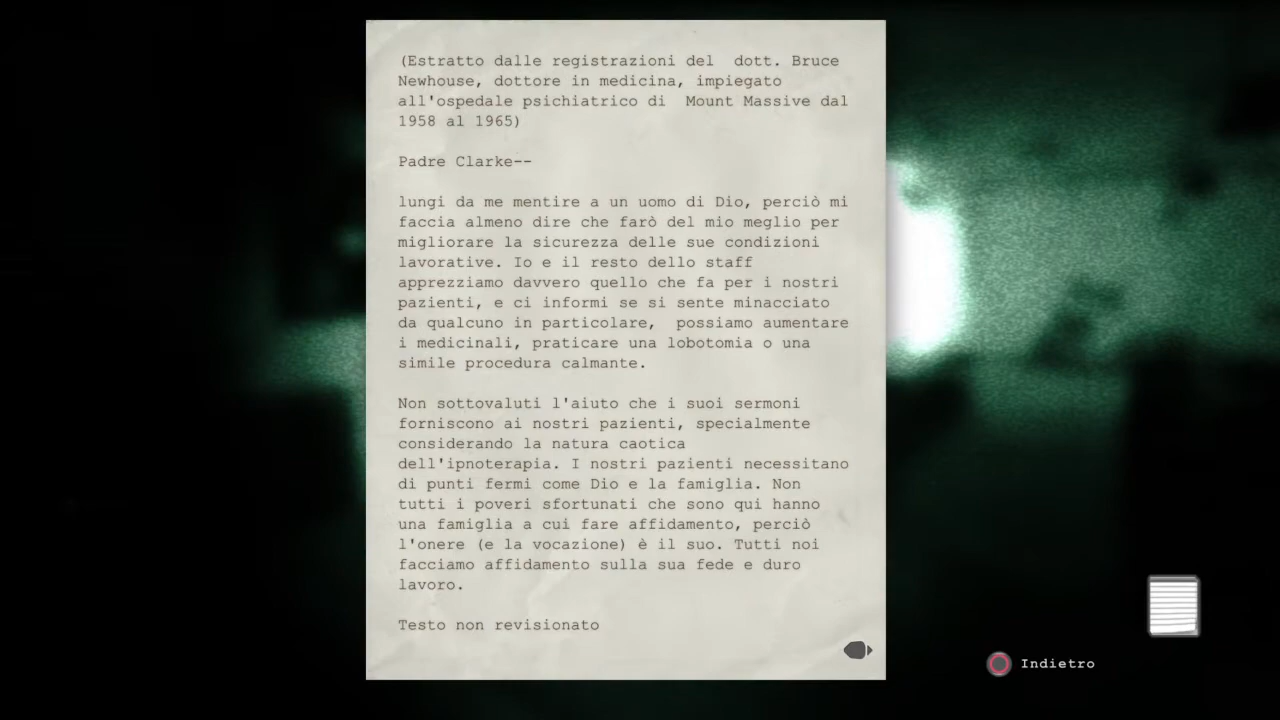 (Estratto dalle registrazioni del  dott. Bruce
Newhouse, dottore in medicina, impiegato
all'ospedale psichiatrico di  Mount Massive dal
1958 al 1965)
Padre Clarke--
lungi da me mentire a un uomo di Dio, perciò mi
faccia almeno dire che farò del mio meglio per
migliorare la sicurezza delle sue condizioni
lavorative. Io e il resto dello staff
apprezziamo davvero quello che fa per i nostri
pazienti, e ci informi se si sente minacciato
da qualcuno in particolare,  possiamo aumentare
i medicinali, praticare una lobotomia o una
simile procedura calmante.
Non sottovaluti l'aiuto che i suoi sermoni
forniscono ai nostri pazienti, specialmente
considerando la natura caotica
dell'ipnoterapia. I nostri pazienti necessitano
di punti fermi come Dio e la famiglia. Non
tutti i poveri sfortunati che sono qui hanno
una famiglia a cui fare affidamento, perciò
l'onere (e la vocazione) è il suo. Tutti noi
facciamo affidamento sulla sua fede e duro
lavoro.
Testo non revisionato
Indietro